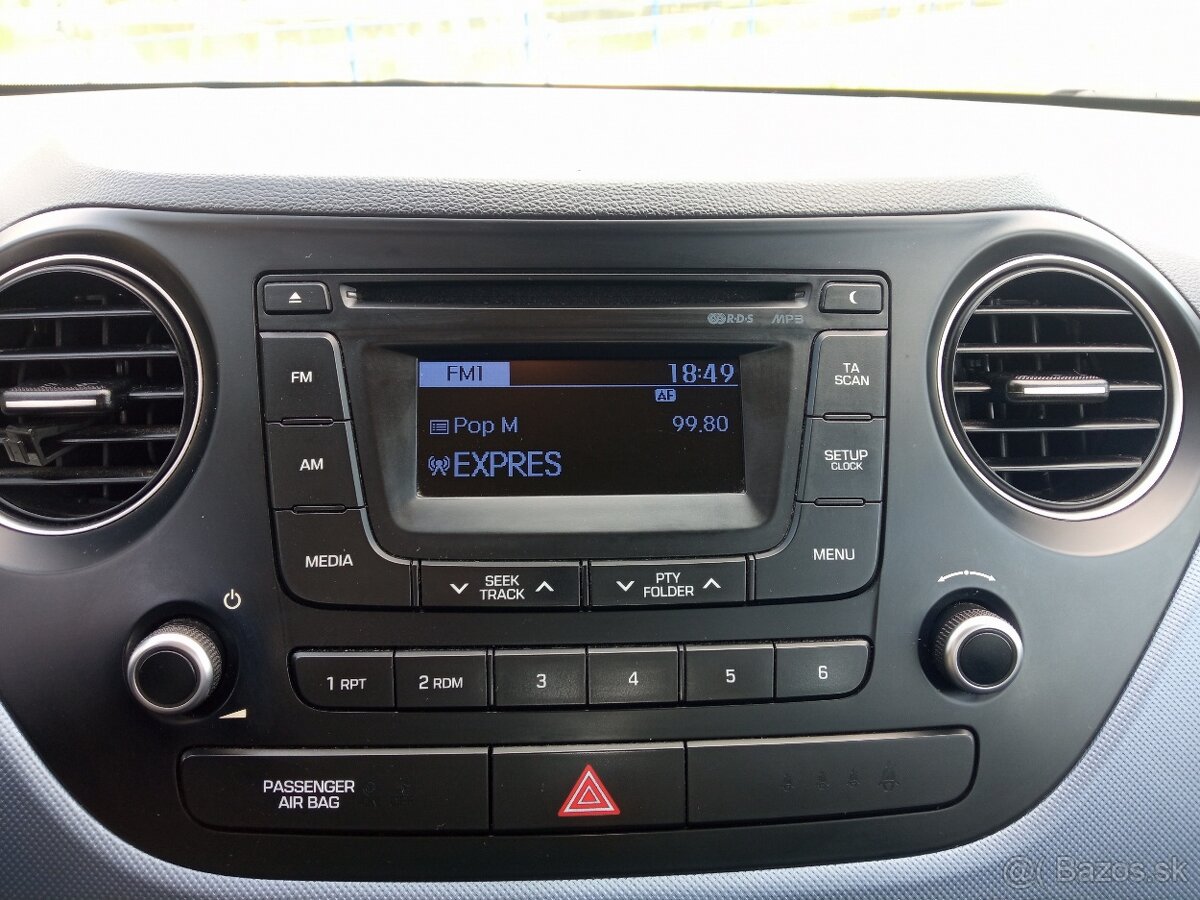 R·D·S MP3
FM
FM1 18:49
TA
SCAN
AF
Pop M 99.80
AM
EXPRES
SETUP
CLOCK
MEDIA
SEEK
TRACK
PTY
FOLDER
MENU
1 RPT
2 RDM
3
4
5
6
PASSENGER
AIR BAG
OFF
@ Bazos.sk